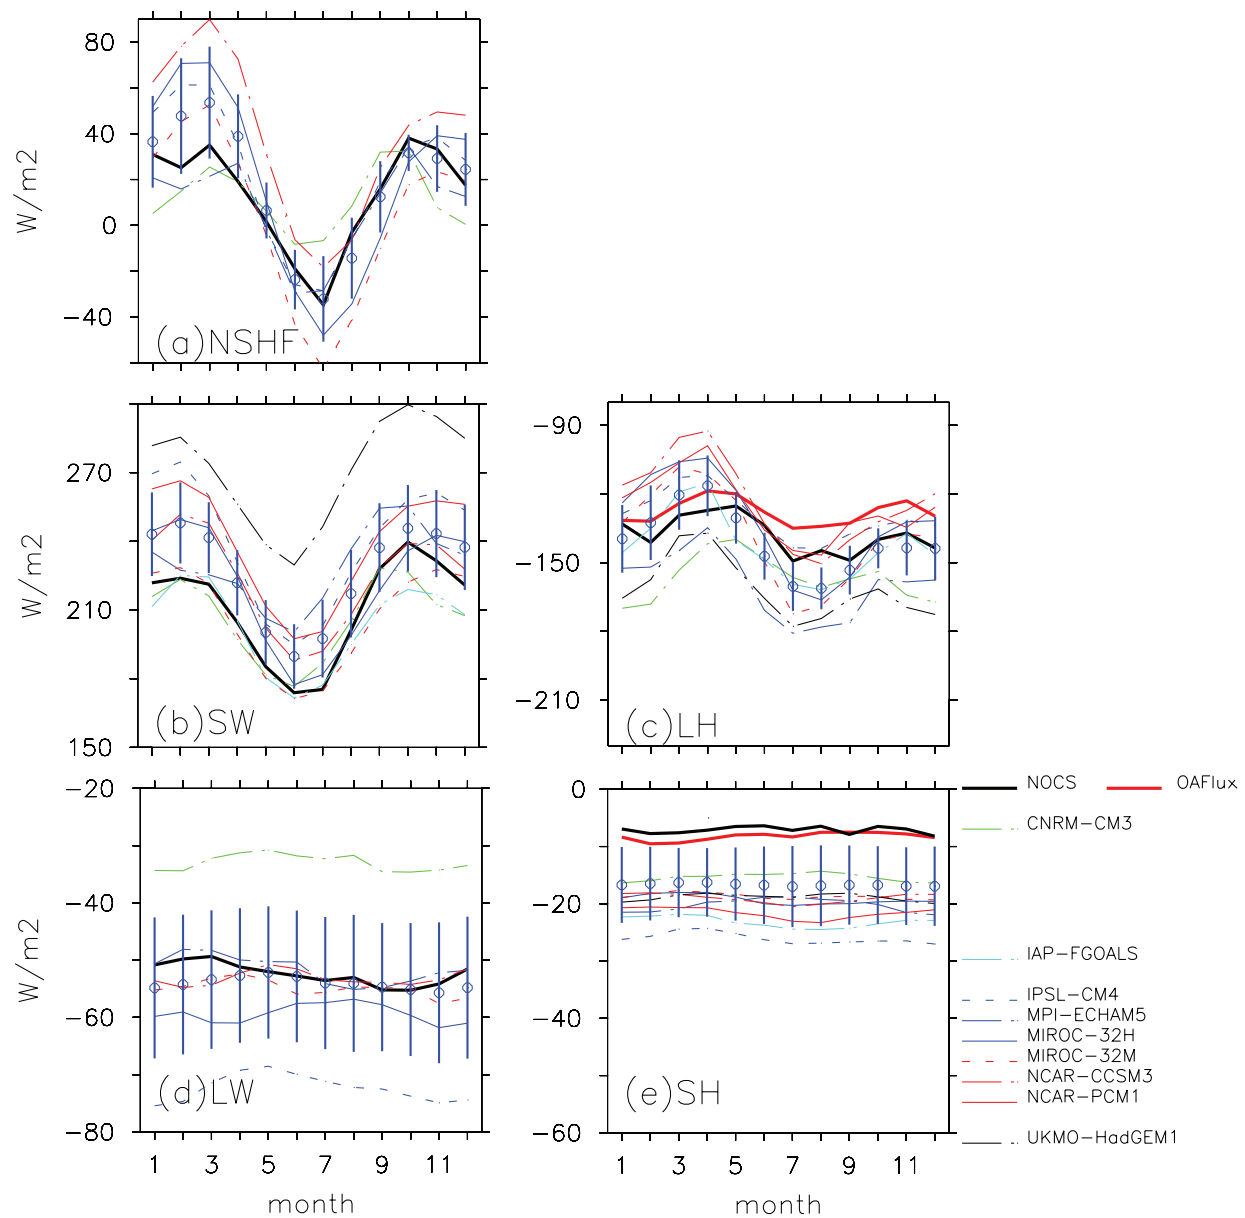 80
40
0
−40
W/m2
(a)NSHF
270
210
150
W/m2
(b)SW
−90
−150
−210
(c)LH
−20
−40
−60
−80
W/m2
(d)LW
1 3 5 7 9 11
month
0
−20
−40
−60
(e)SH
1 3 5 7 9 11
month
NOCS OAFlux
CNRM−CM3
IAP−FGOALS
IPSL−CM4
MPI−ECHAM5
MIROC−32H
MIROC−32M
NCAR−CCSM3
NCAR−PCM1
UKMO−HadGEM1